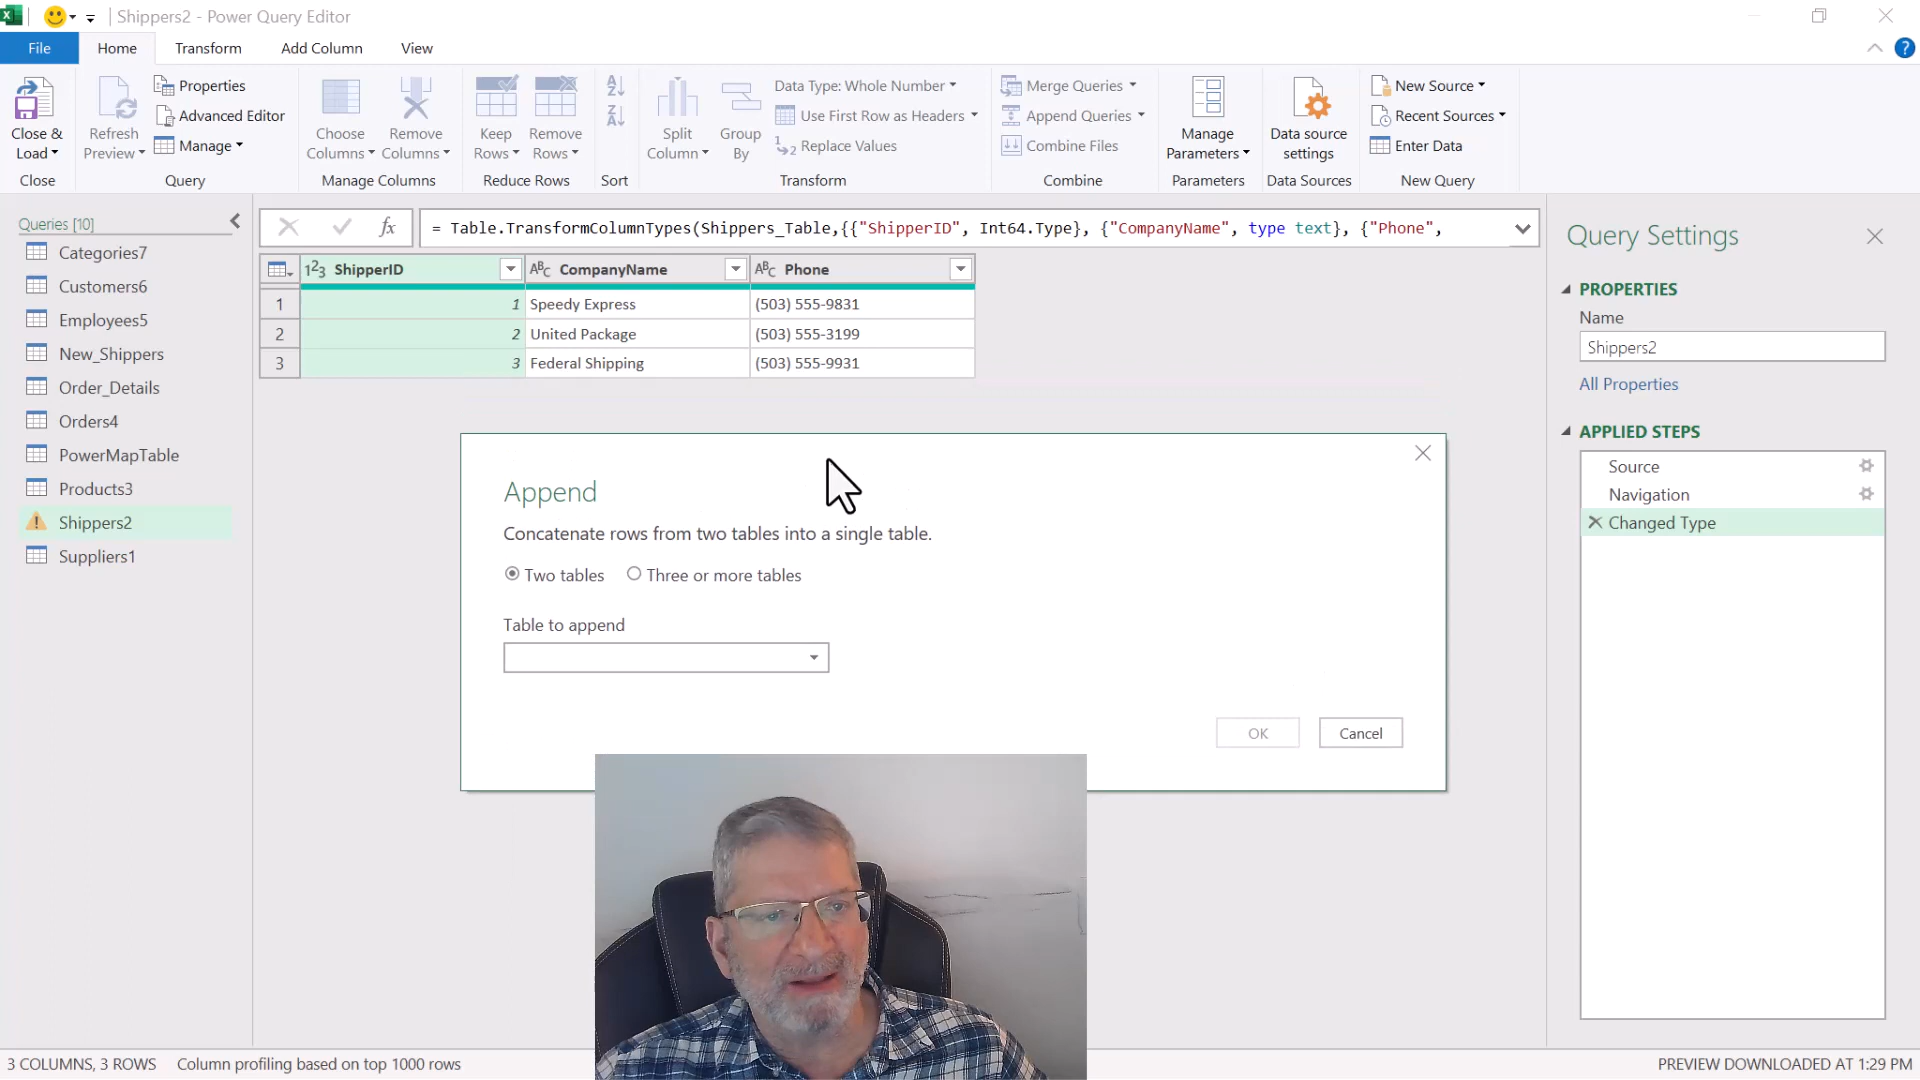 Shippers2 - Power Query Editor
File Home Transform Add Column View
Close & Load
Close
Refresh Preview
Properties
Advanced Editor
Manage
Query
Choose Columns
Remove Columns
Manage Columns
Keep Rows
Remove Rows
Reduce Rows
A Z
Z A
Sort
Split Column
Group By
Data Type: Whole Number
Use First Row as Headers
1 2 Replace Values
Transform
Merge Queries
Append Queries
Combine Files
Combine
Manage Parameters
Parameters
Data source settings
Data Sources
New Source
Recent Sources
Enter Data
New Query
Queries [10]
Categories7
Customers6
Employees5
New_Shippers
Order_Details
Orders4
PowerMapTable
Products3
Shippers2
Suppliers1
fx = Table.TransformColumnTypes(Shippers_Table,{{"ShipperID", Int64.Type}, {"CompanyName", type text}, {"Phone",
1 2 3 ShipperID ABC CompanyName ABC Phone
1 1 Speedy Express (503) 555-9831
2 2 United Package (503) 555-3199
3 3 Federal Shipping (503) 555-9931
Append
Concatenate rows from two tables into a single table.
Two tables Three or more tables
Table to append
OK Cancel
Query Settings
PROPERTIES
Name
Shippers2
All Properties
APPLIED STEPS
Source
Navigation
Changed Type
3 COLUMNS, 3 ROWS Column profiling based on top 1000 rows
PREVIEW DOWNLOADED AT 1:29 PM